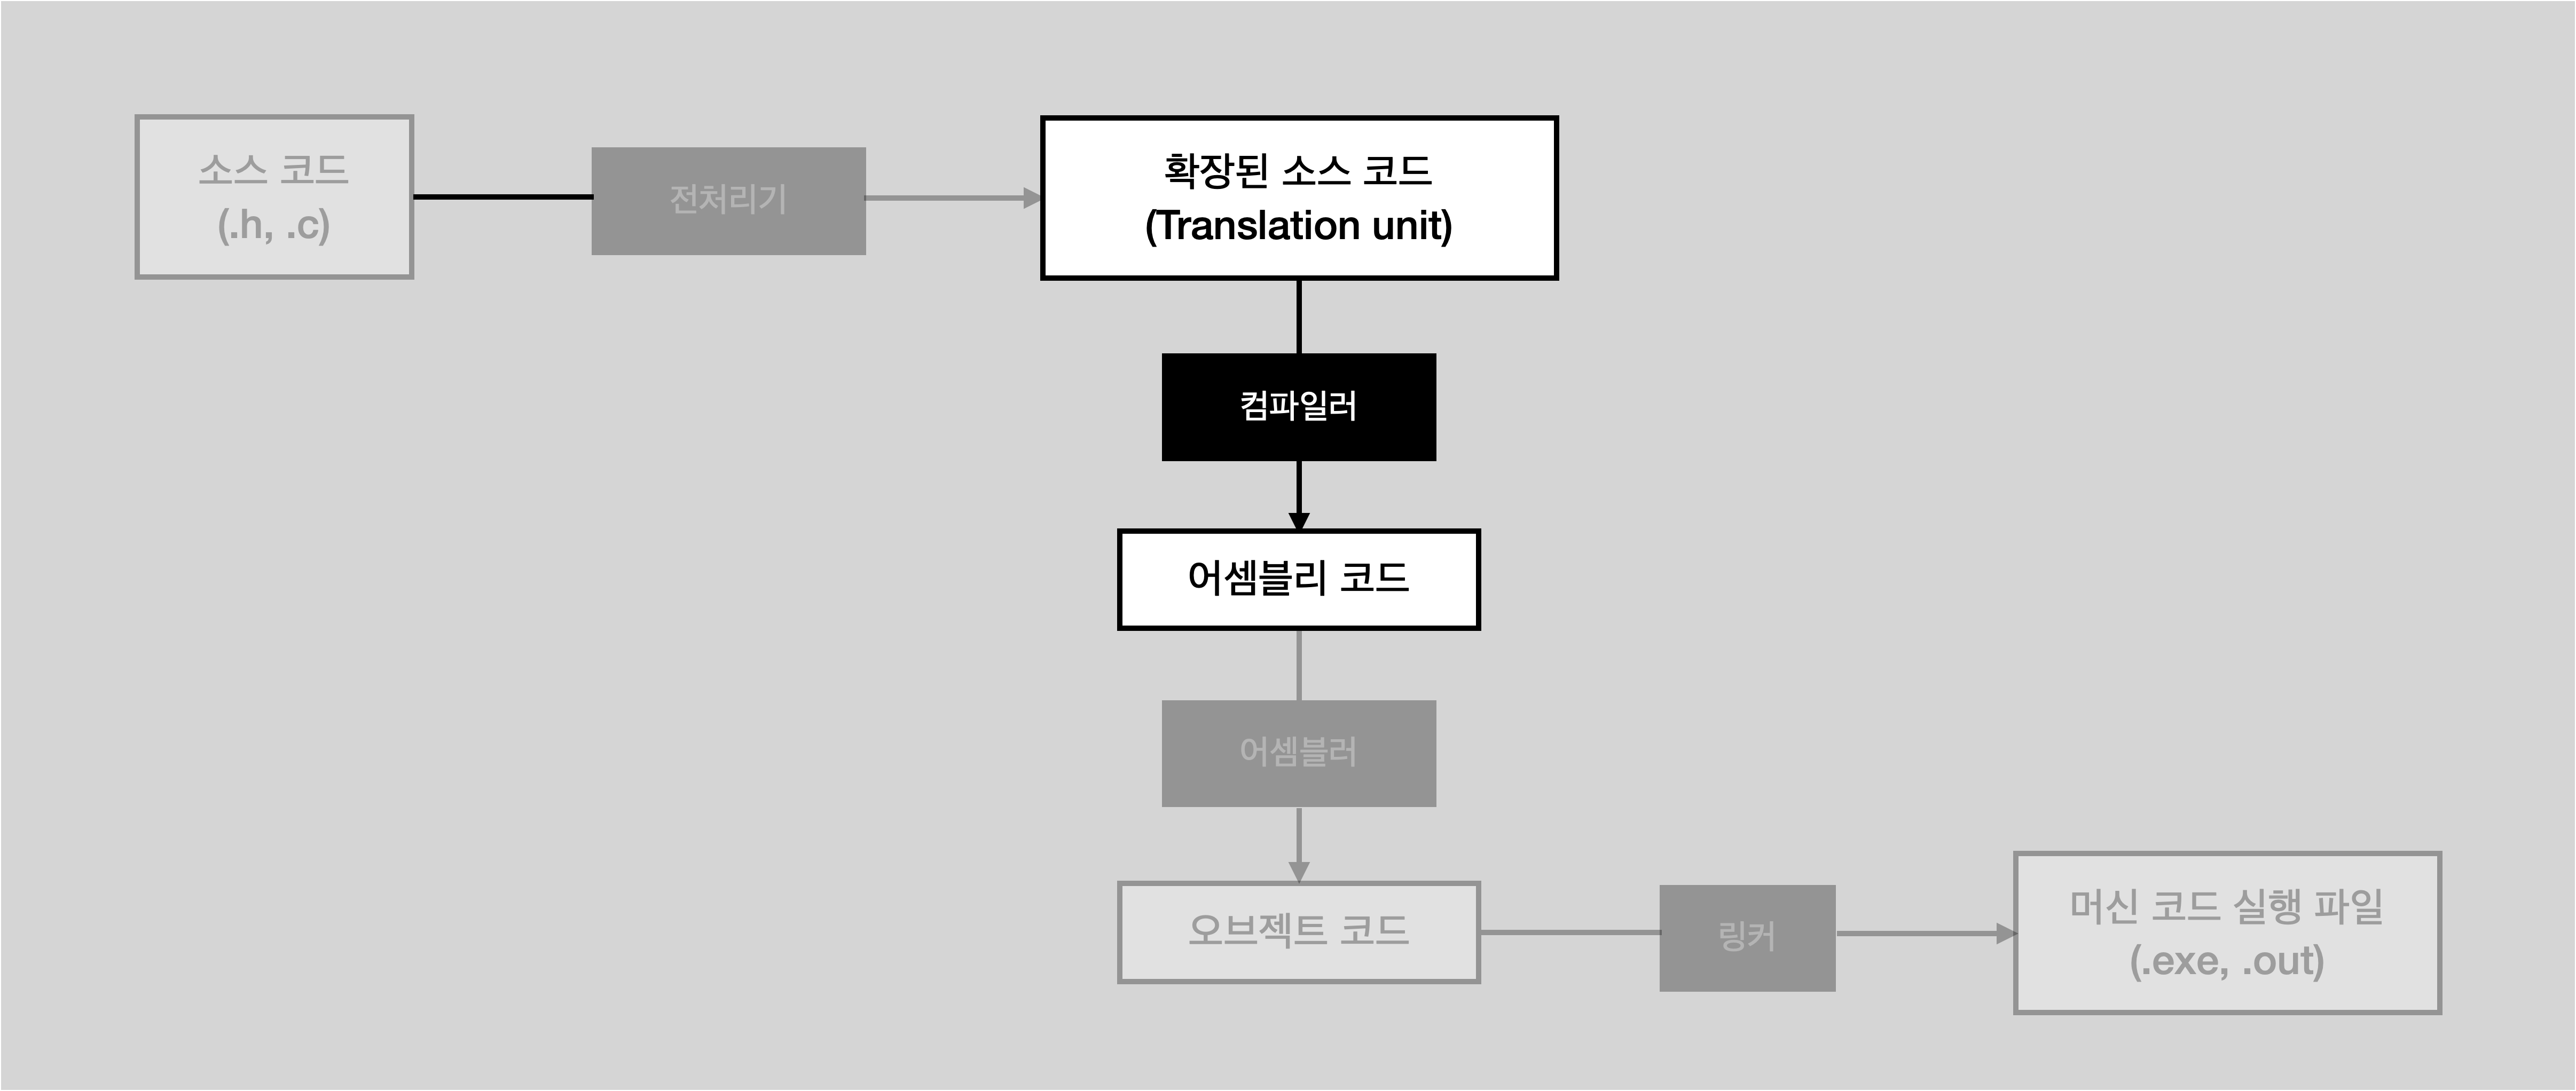 소스 코드
(.h, .c)
전처리기
확장된 소스 코드
(Translation unit)
컴파일러
어셈블리 코드
어셈블러
오브젝트 코드
링커
머신 코드 실행 파일
(.exe, .out)